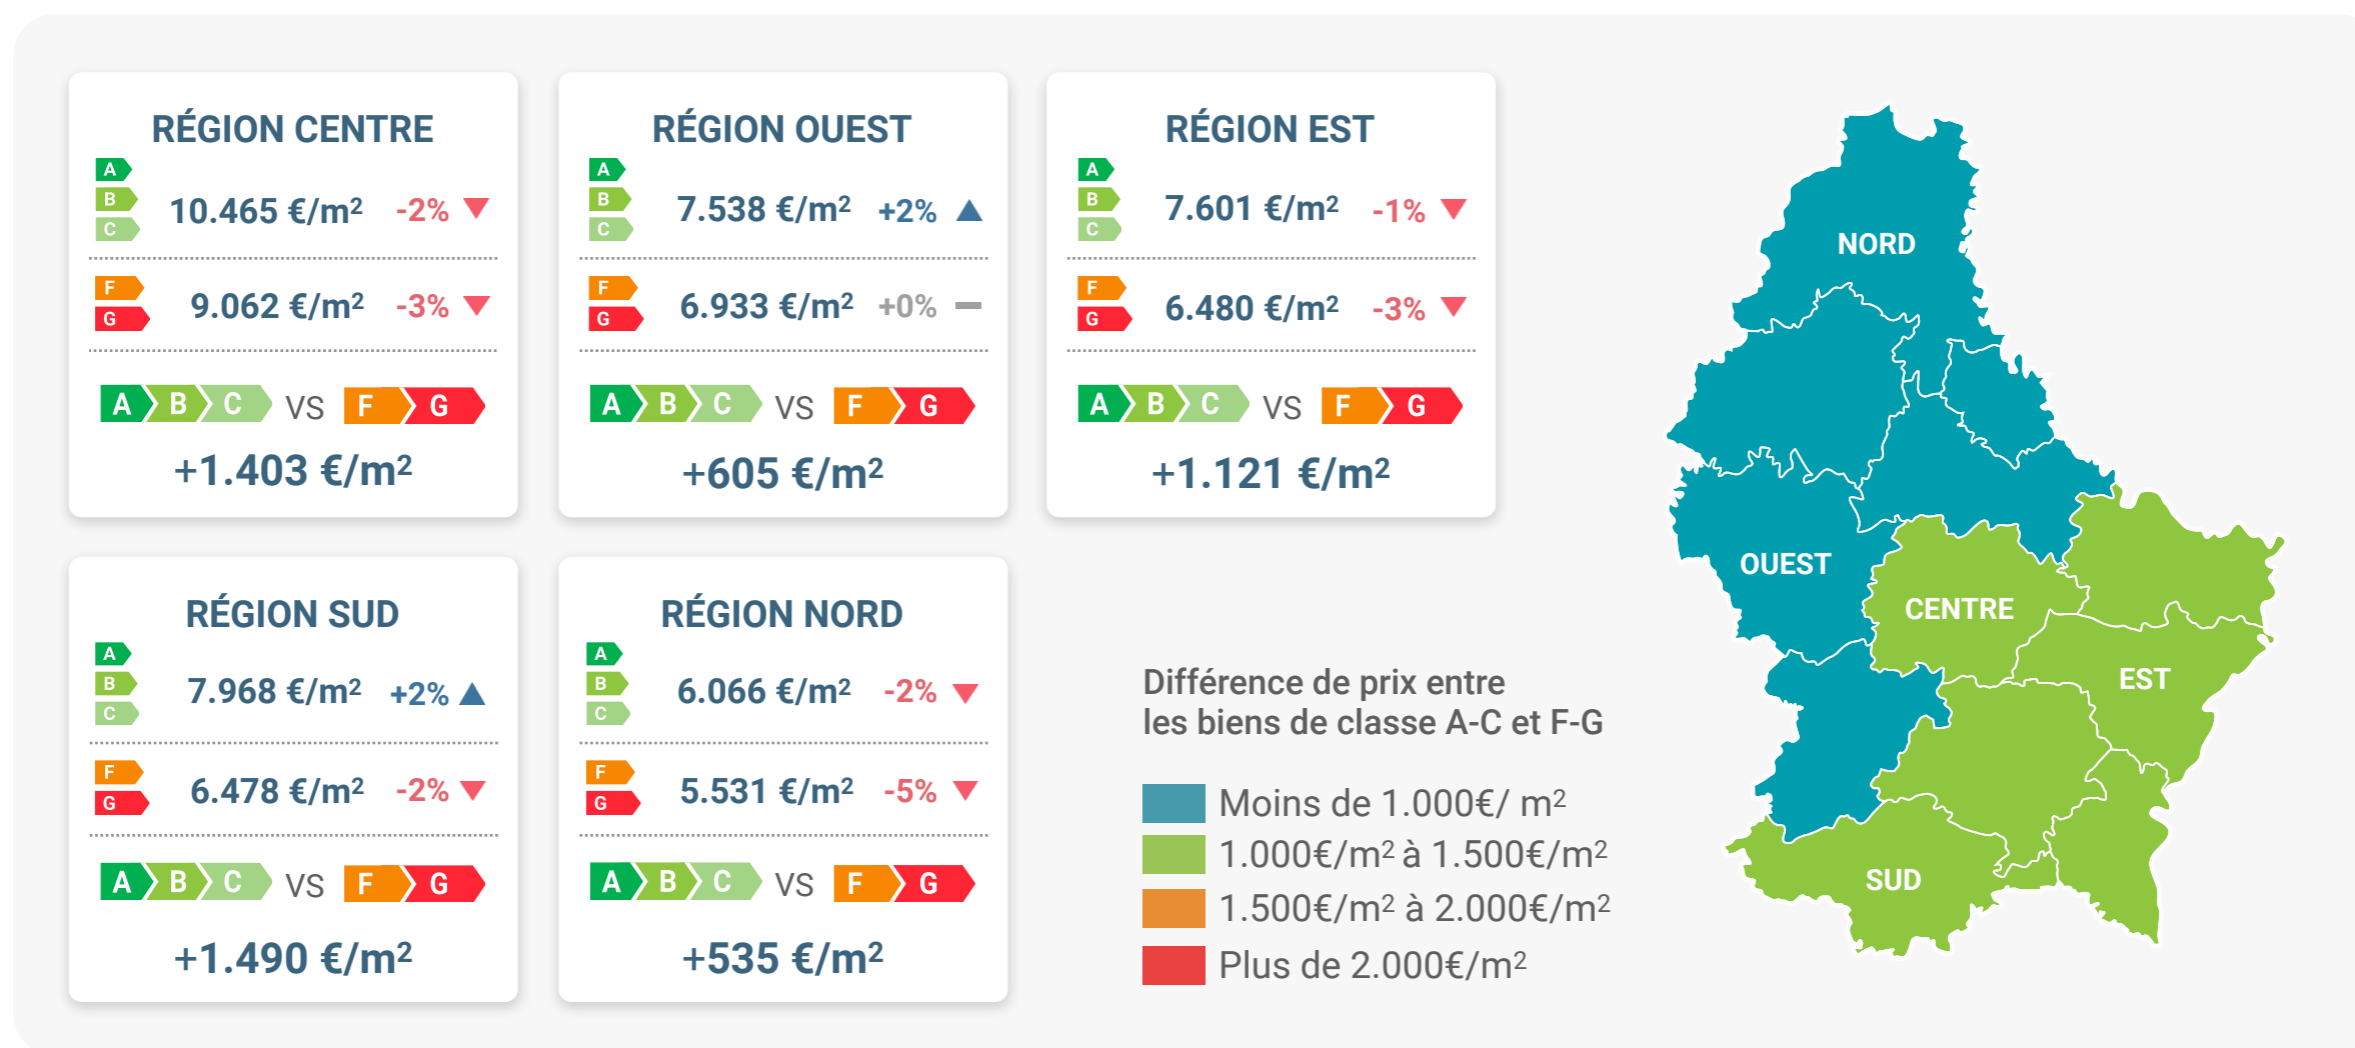 RÉGION CENTRE
A
B
C
10.465 €/m²
-2%
F
G
9.062 €/m²
-3%
A B C VS F G
+1.403 €/m²
RÉGION OUEST
A
B
C
7.538 €/m²
+2%
F
G
6.933 €/m²
+0%
A B C VS F G
+605 €/m²
RÉGION EST
A
B
C
7.601 €/m²
-1%
F
G
6.480 €/m²
-3%
A B C VS F G
+1.121 €/m²
RÉGION SUD
A
B
C
7.968 €/m²
+2%
F
G
6.478 €/m²
-2%
A B C VS F G
+1.490 €/m²
RÉGION NORD
A
B
C
6.066 €/m²
-2%
F
G
5.531 €/m²
-5%
A B C VS F G
+535 €/m²
Différence de prix entre
les biens de classe A-C et F-G
Moins de 1.000€/ m²
1.000€/m² à 1.500€/m²
1.500€/m² à 2.000€/m²
Plus de 2.000€/m²
NORD
OUEST
CENTRE
EST
SUD